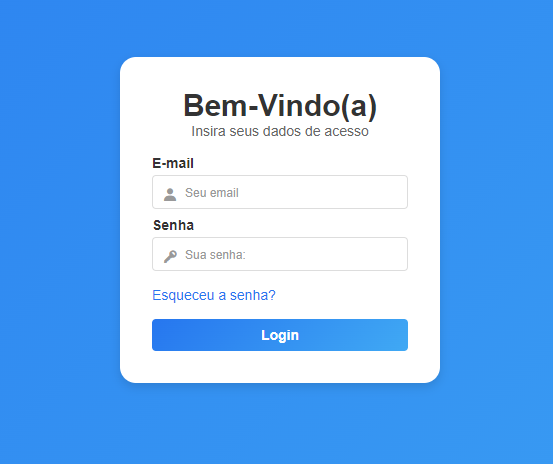 Bem-Vindo(a)
Insira seus dados de acesso
E-mail
Seu email
Senha
Sua senha:
Esqueceu a senha?
Login